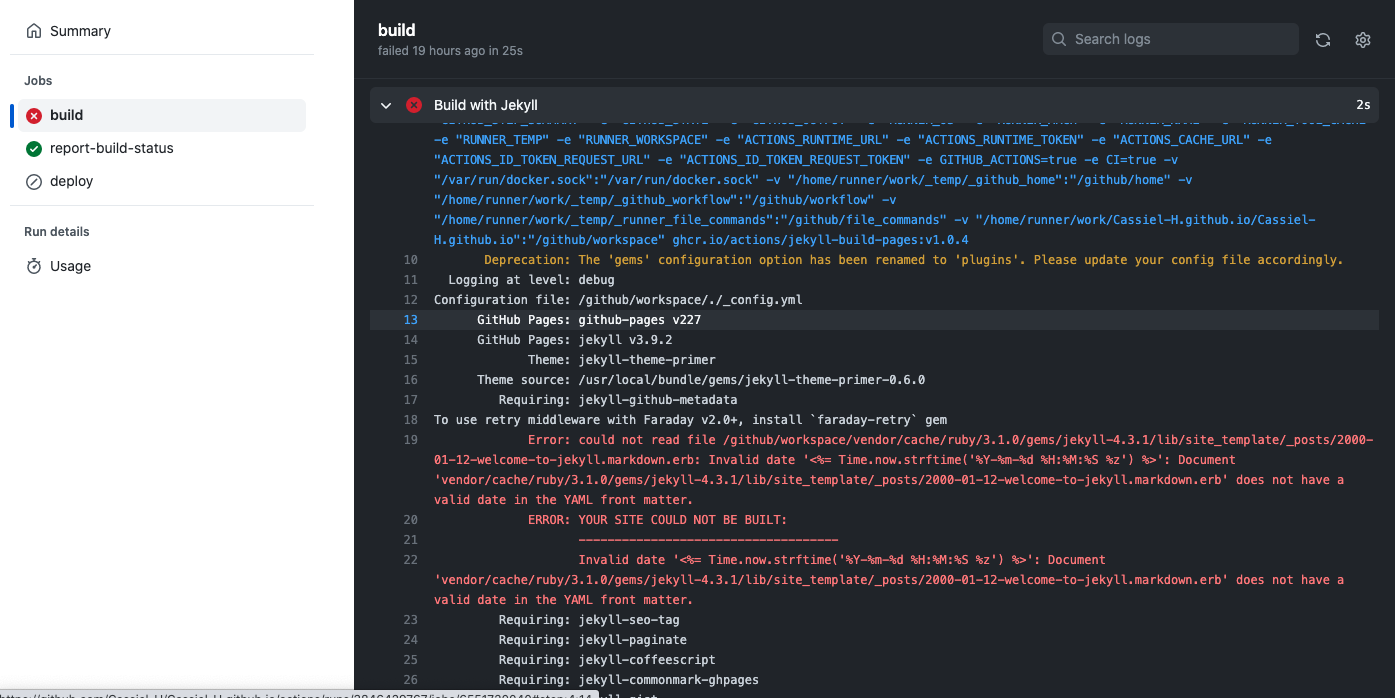 Summary
Jobs
build
report-build-status
deploy
Run details
Usage
build
failed 19 hours ago in 25s
Search logs
Build with Jekyll
2s
-e "RUNNER_TEMP" -e "RUNNER_WORKSPACE" -e "ACTIONS_RUNTIME_URL" -e "ACTIONS_RUNTIME_TOKEN" -e "ACTIONS_CACHE_URL" -e
"ACTIONS_ID_TOKEN_REQUEST_URL" -e "ACTIONS_ID_TOKEN_REQUEST_TOKEN" -e GITHUB_ACTIONS=true -e CI=true -v
"/var/run/docker.sock":"/var/run/docker.sock" -v "/home/runner/work/_temp/_github_home":"/github/home" -v
"/home/runner/work/_temp/_github_workflow":"/github/workflow" -v
"/home/runner/work/_temp/_runner_file_commands":"/github/file_commands" -v "/home/runner/work/Cassiel-H.github.io/Cassiel-
H.github.io":"/github/workspace" ghcr.io/actions/jekyll-build-pages:v1.0.4
10 Deprecation: The 'gems' configuration option has been renamed to 'plugins'. Please update your config file accordingly.
11 Logging at level: debug
12 Configuration file: /github/workspace/./_config.yml
13 GitHub Pages: github-pages v227
14 GitHub Pages: jekyll v3.9.2
15 Theme: jekyll-theme-primer
16 Theme source: /usr/local/bundle/gems/jekyll-theme-primer-0.6.0
17 Requiring: jekyll-github-metadata
18 To use retry middleware with Faraday v2.0+, install `faraday-retry` gem
19 Error: could not read file /github/workspace/vendor/cache/ruby/3.1.0/gems/jekyll-4.3.1/lib/site_template/_posts/2000-
01-12-welcome-to-jekyll.markdown.erb: Invalid date '<%= Time.now.strftime('%Y-%m-%d %H:%M:%S %z') %>': Document
'vendor/cache/ruby/3.1.0/gems/jekyll-4.3.1/lib/site_template/_posts/2000-01-12-welcome-to-jekyll.markdown.erb' does not have a
valid date in the YAML front matter.
20 ERROR: YOUR SITE COULD NOT BE BUILT:
21 ------------------------------------
22 Invalid date '<%= Time.now.strftime('%Y-%m-%d %H:%M:%S %z') %>': Document
'vendor/cache/ruby/3.1.0/gems/jekyll-4.3.1/lib/site_template/_posts/2000-01-12-welcome-to-jekyll.markdown.erb' does not have a
valid date in the YAML front matter.
23 Requiring: jekyll-seo-tag
24 Requiring: jekyll-paginate
25 Requiring: jekyll-coffeescript
26 Requiring: jekyll-commonmark-ghpages